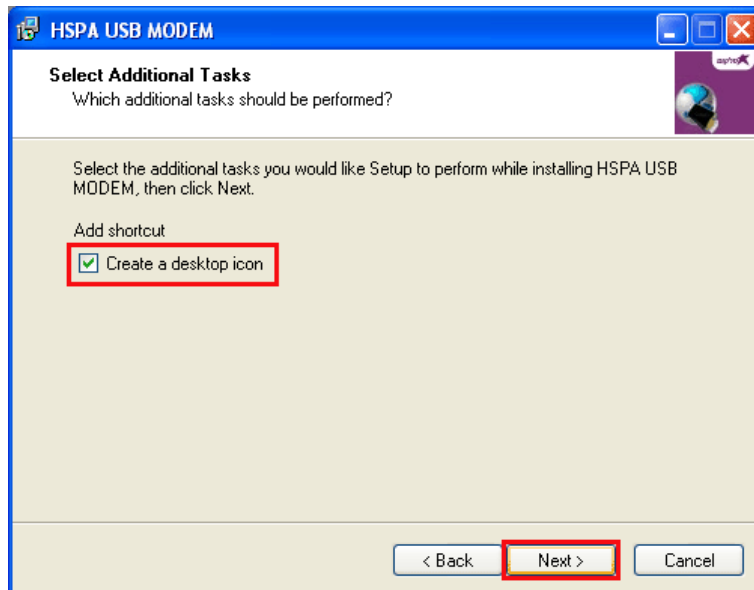 HSPA USB MODEM
Select Additional Tasks
Which additional tasks should be performed?
Select the additional tasks you would like Setup to perform while installing HSPA USB
MODEM, then click Next.
Add shortcut
Create a desktop icon
< Back Next > Cancel